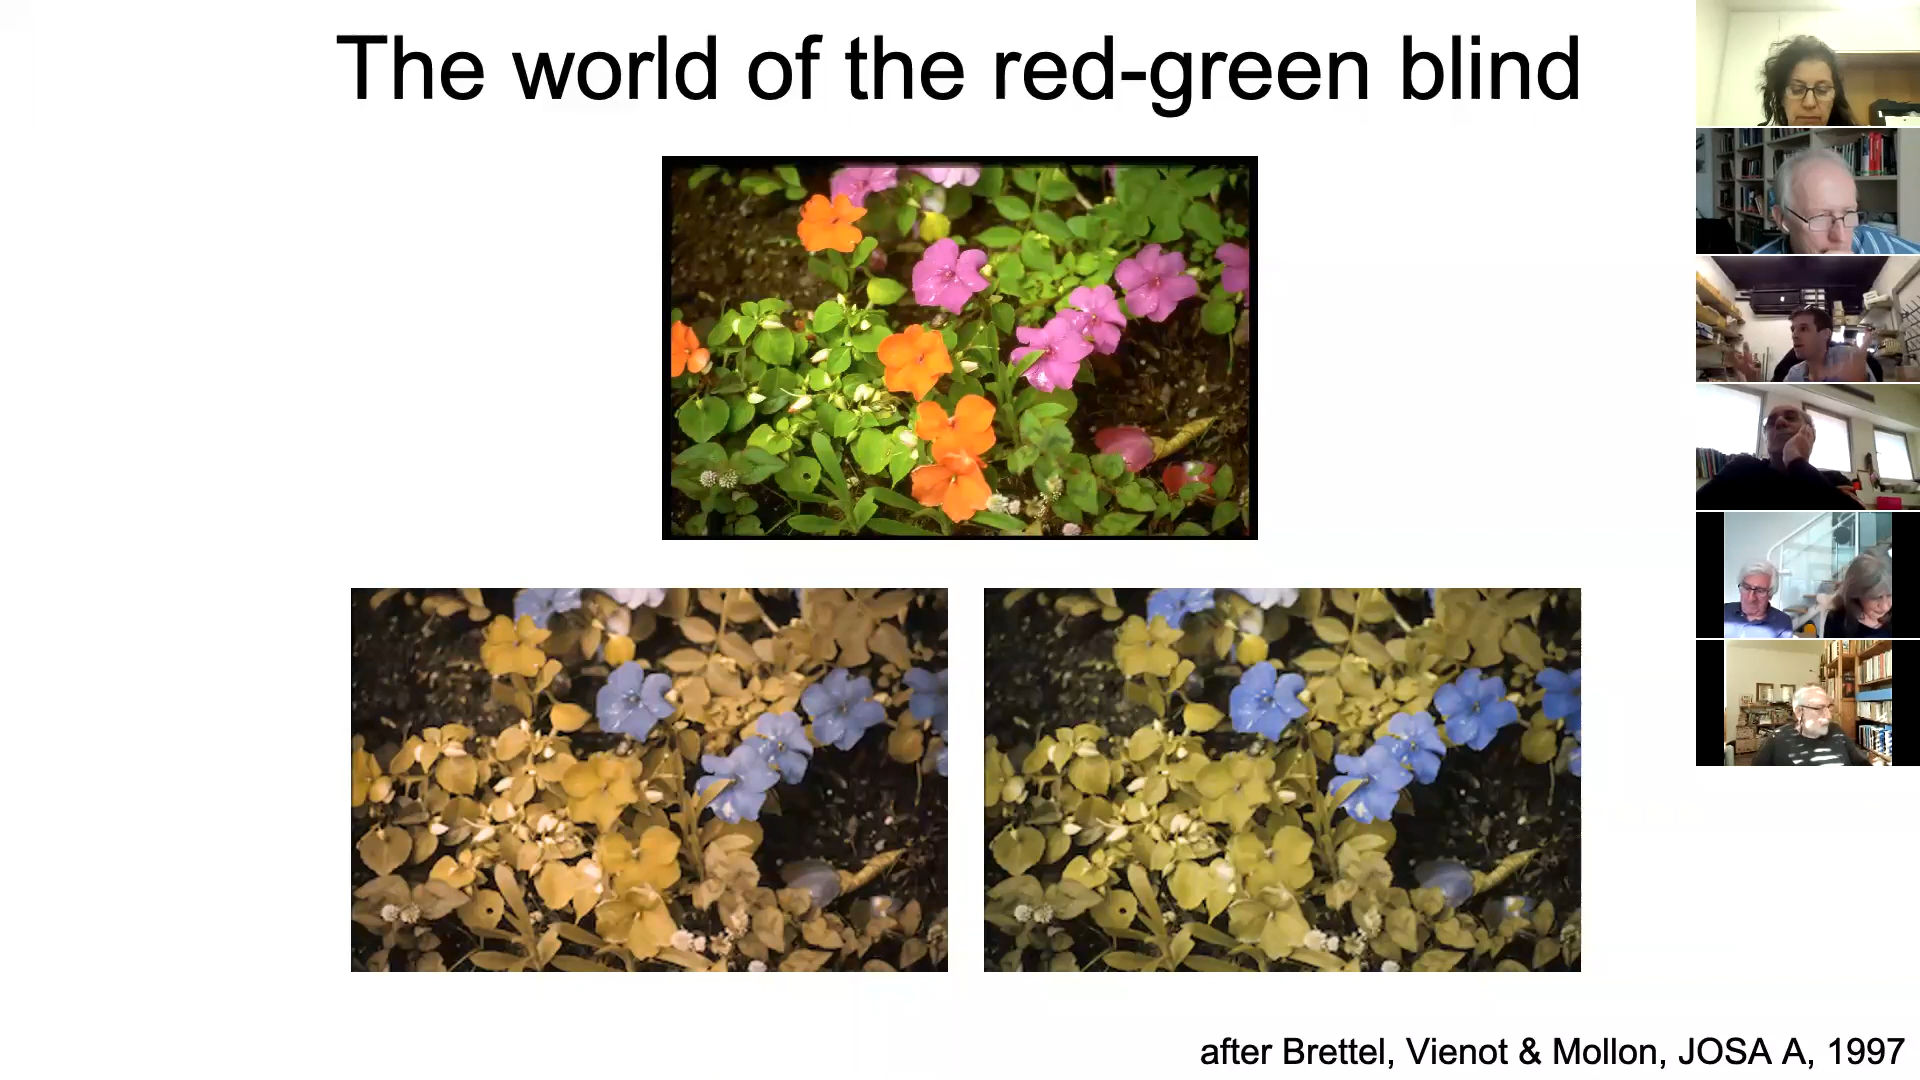 The world of the red-green blind
after Brettel, Vienot & Mollon, JOSA A, 1997